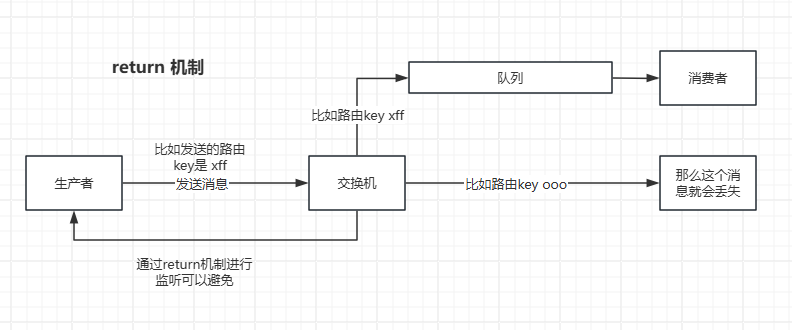 return 机制
队列
消费者
比如路由key xff
比如发送的路由
key是 xff
发送消息
生产者
交换机
比如路由key ooo
那么这个消
息就会丢失
通过return机制进行
监听可以避免